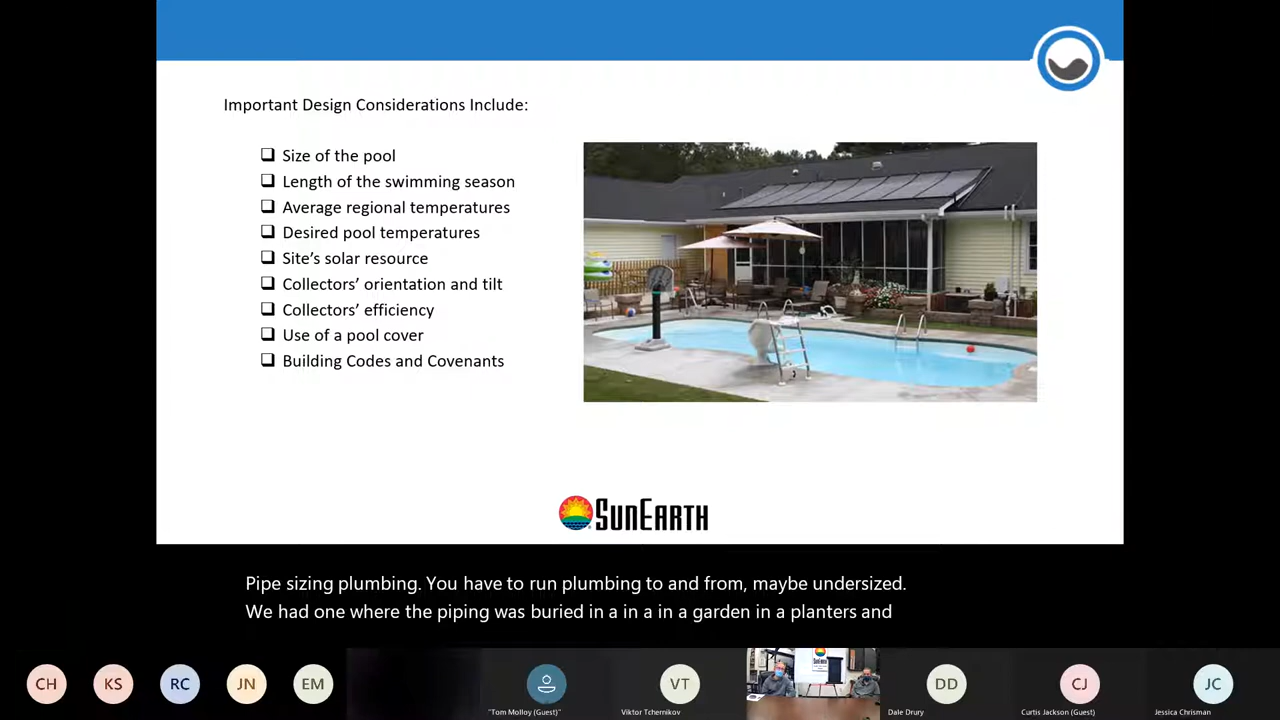 Important Design Considerations Include:
Size of the pool
Length of the swimming season
Average regional temperatures
Desired pool temperatures
Site's solar resource
Collectors' orientation and tilt
Collectors' efficiency
Use of a pool cover
Building Codes and Covenants
SUNEARTH
Pipe sizing plumbing. You have to run plumbing to and from, maybe undersized.
We had one where the piping was buried in a in a in a garden in a planters and
CH
KS
RC
JN
EM
VT
DD
CJ
JC
"Tom Molloy (Guest)"
Viktor Tchernikov
Dale Drury
Curtis Jackson (Guest)
Jessica Chrisman